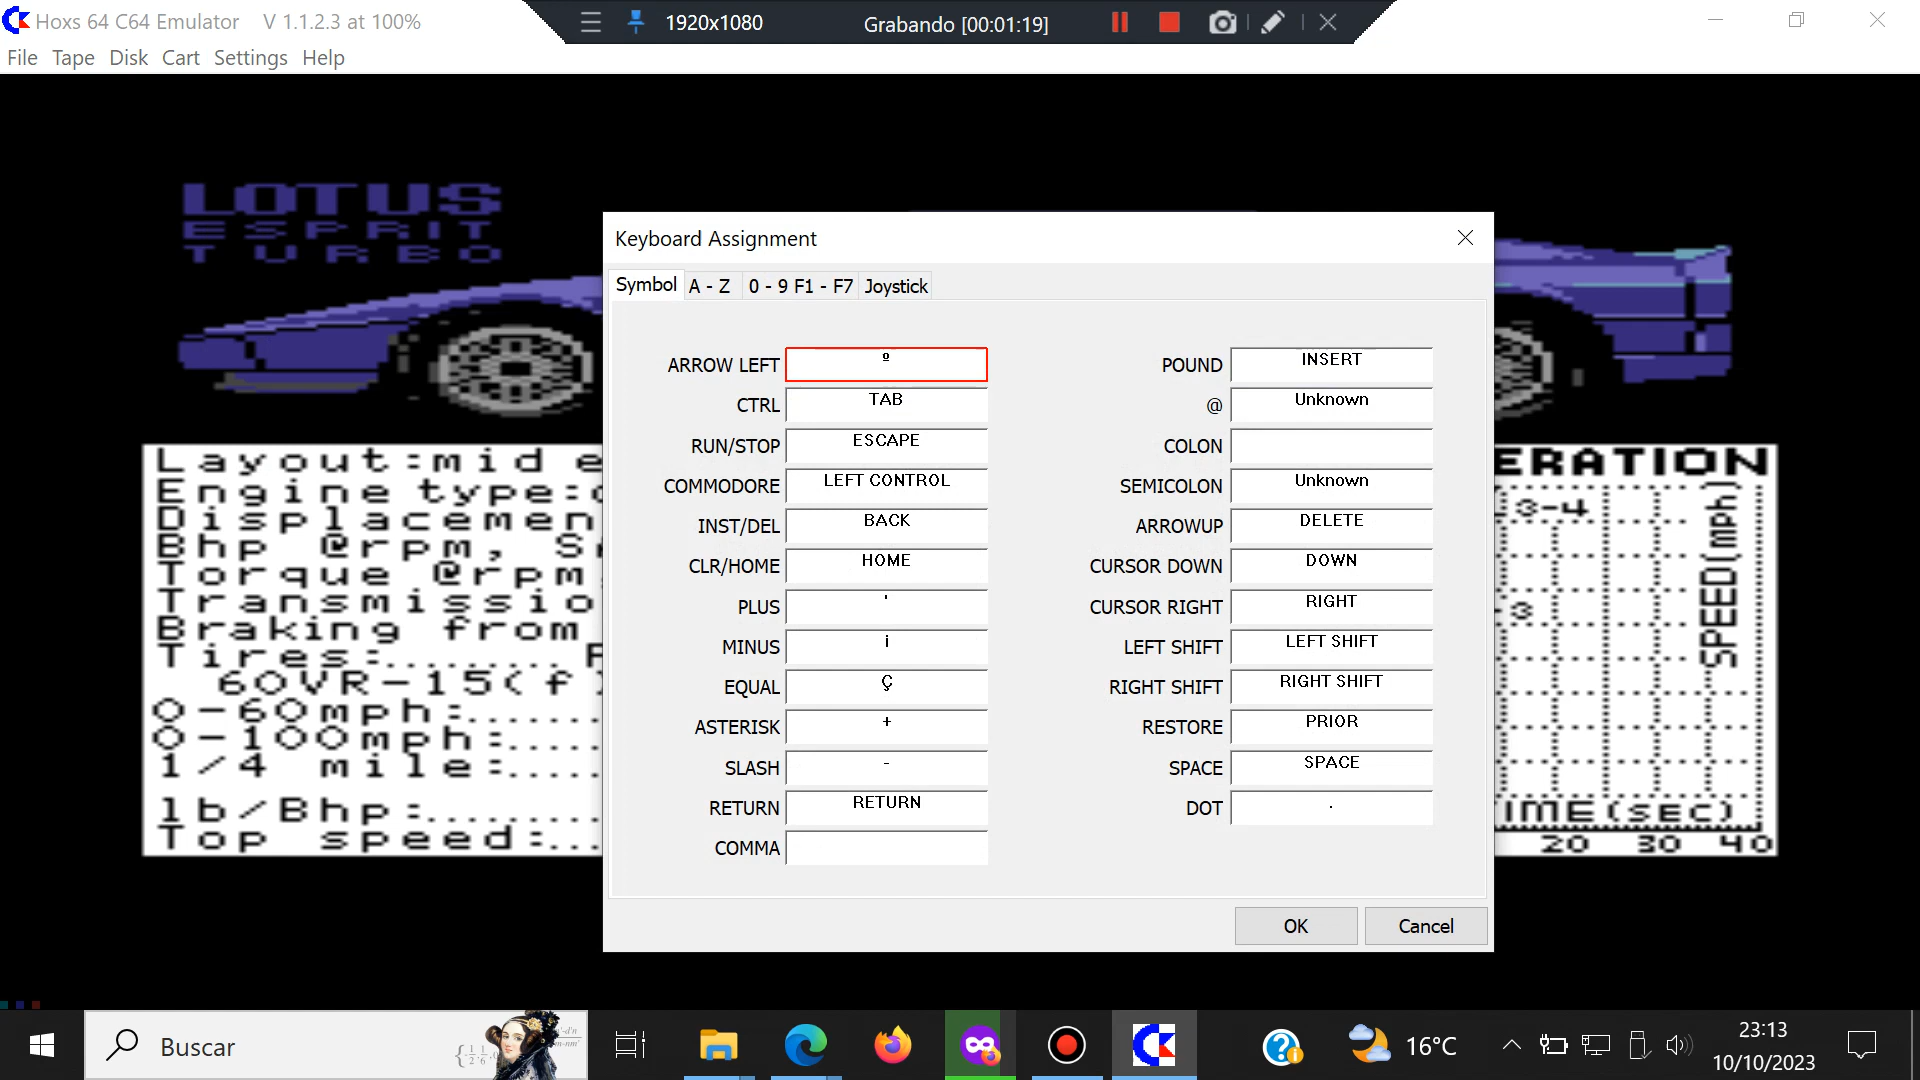 Hoxs 64 C64 Emulator V 1.1.2.3 at 100%
1920x1080
Grabando [00:01:19]
File Tape Disk Cart Settings Help
LOTUS
ESPRIT
TURBO
Keyboard Assignment
Symbol A - Z 0 - 9 F1 - F7 Joystick
ARROW LEFT º
CTRL TAB
RUN/STOP ESCAPE
COMMODORE LEFT CONTROL
INST/DEL BACK
CLR/HOME HOME
PLUS '
MINUS ¡
EQUAL Ç
ASTERISK +
SLASH -
RETURN RETURN
COMMA
POUND INSERT
@ Unknown
COLON
SEMICOLON Unknown
ARROWUP DELETE
CURSOR DOWN DOWN
CURSOR RIGHT RIGHT
LEFT SHIFT LEFT SHIFT
RIGHT SHIFT RIGHT SHIFT
RESTORE PRIOR
SPACE SPACE
DOT .
OK Cancel
Layout:mid e
Engine type:
Displacemen
Bhp @rpm, SA
Torque @rpm
Transmissio
Braking from
Tires:........
60VR-15(f)
0-60mph:.......
0-100mph:....
1/4 mile:.....
lb/Bhp:........
Top speed:...
ERATION
3-4
-3
SPEED(mph)
TIME(SEC)
20 30 40
Buscar
16°C
23:13
10/10/2023